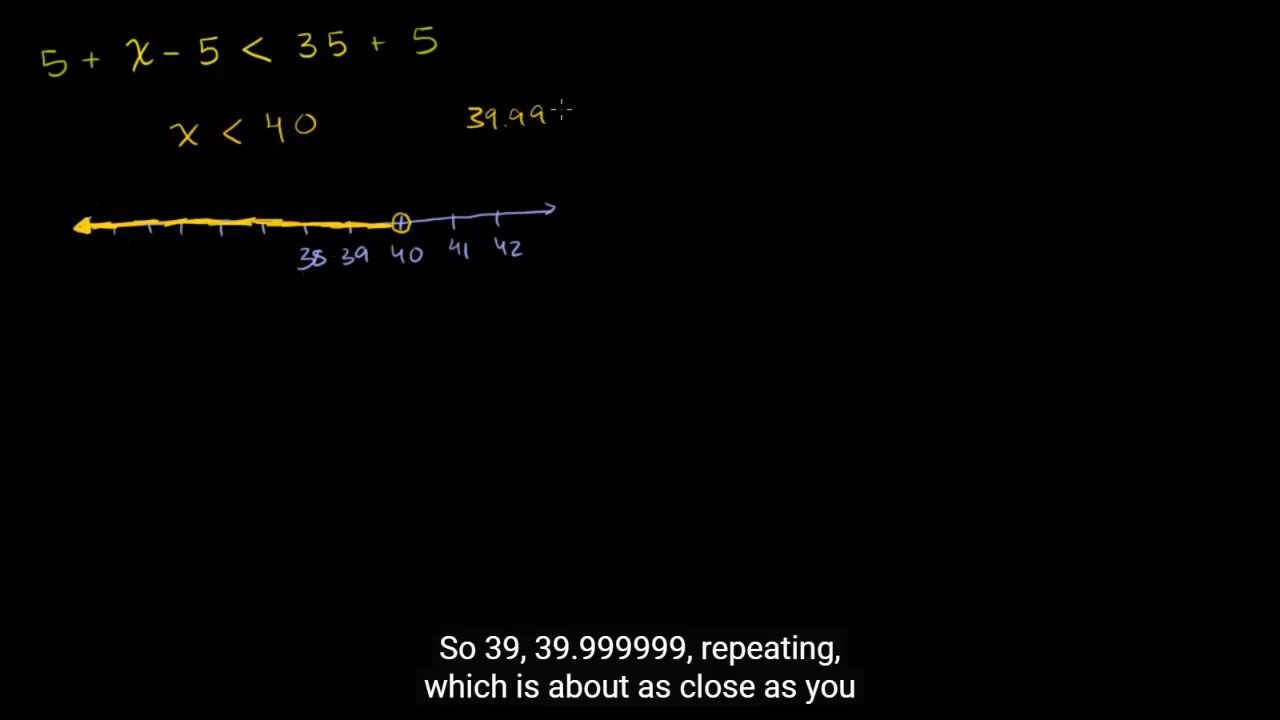 5 + x - 5 < 35 + 5
x < 40
39.99
38 39 40 41 42
So 39, 39.999999, repeating,
which is about as close as you